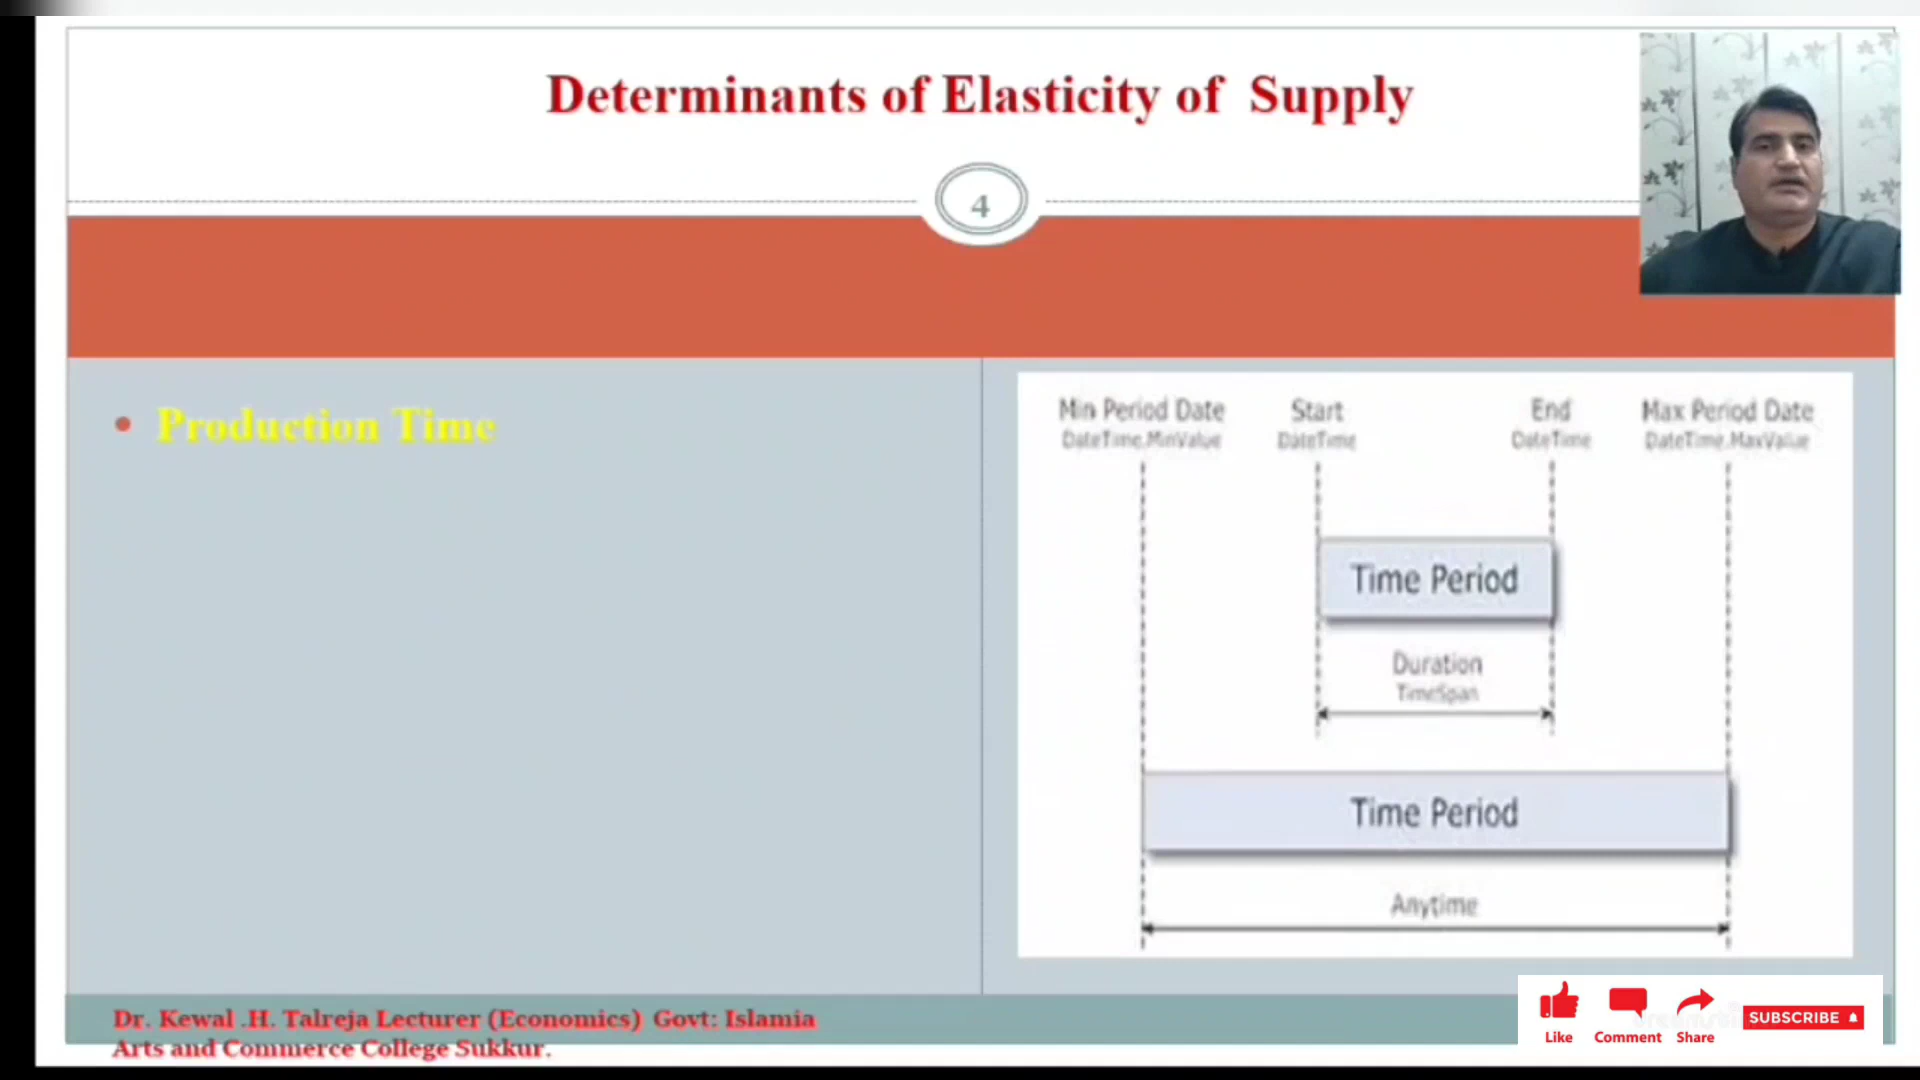 Determinants of Elasticity of Supply
4
• Production Time
Min Period Date
DateTime.MinValue
Start
DateTime
End
DateTime
Max Period Date
DateTime.MaxValue
Time Period
Duration
TimeSpan
Time Period
Anytime
Dr. Kewal .H. Talreja Lecturer (Economics) Govt: Islamia
Arts and Commerce College Sukkur.
Like
Comment
Share
SUBSCRIBE